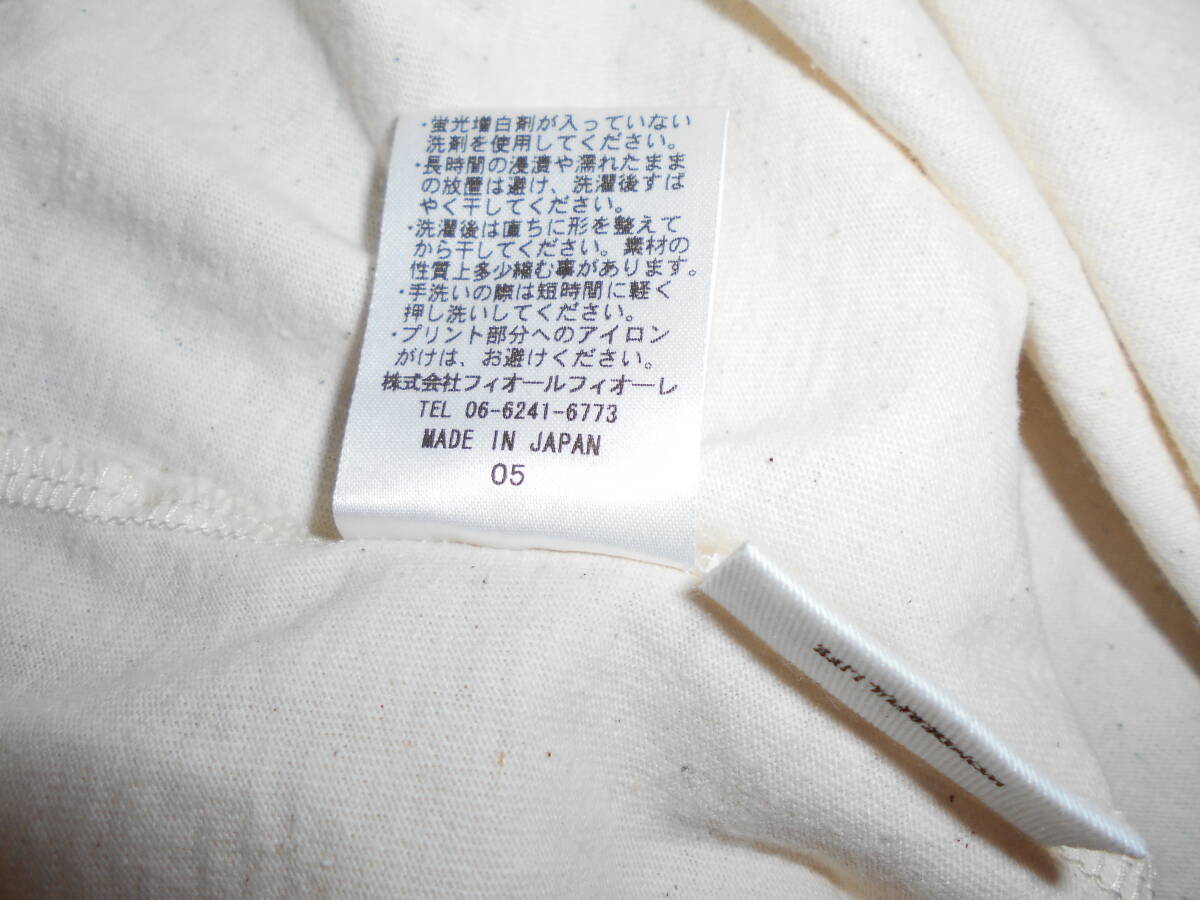 ・蛍光増白剤が入っていない
洗剤を使用してください。
・長時間の浸漬や濡れたまま
の放置は避け、洗濯後すば
やく干してください。
・洗濯後は直ちに形を整えて
から干してください。素材の
性質上多少縮む事があります。
・手洗いの際は短時間に軽く
押し洗いしてください。
・プリント部分へのアイロン
がけは、お避けください。
株式会社フィオールフィオーレ
TEL 06-6241-6773
MADE IN JAPAN
05